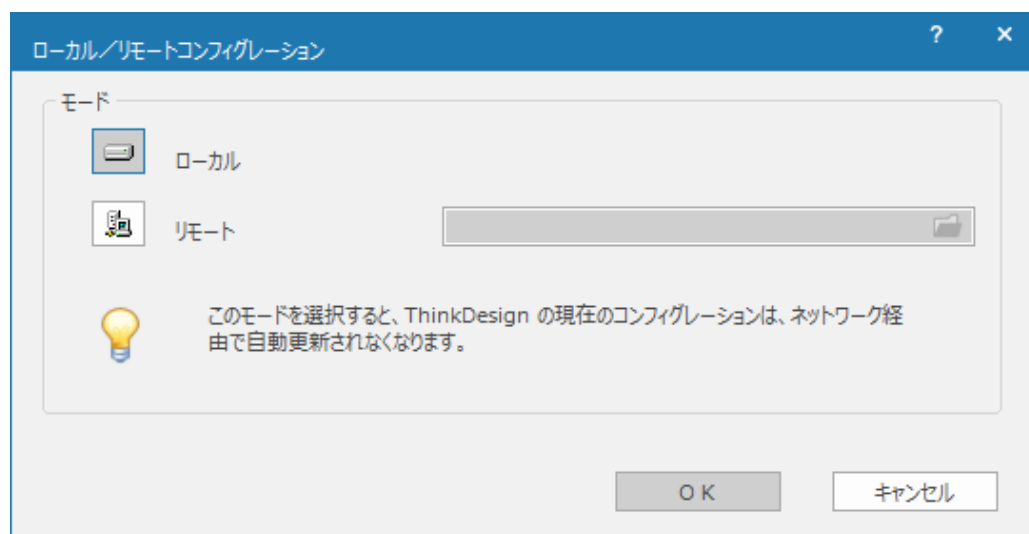 ローカル／リモートコンフィグレーション
? ×
モード
ローカル
リモート
このモードを選択すると、ThinkDesign の現在のコンフィグレーションは、ネットワーク経
由で自動更新されなくなります。
OK
キャンセル